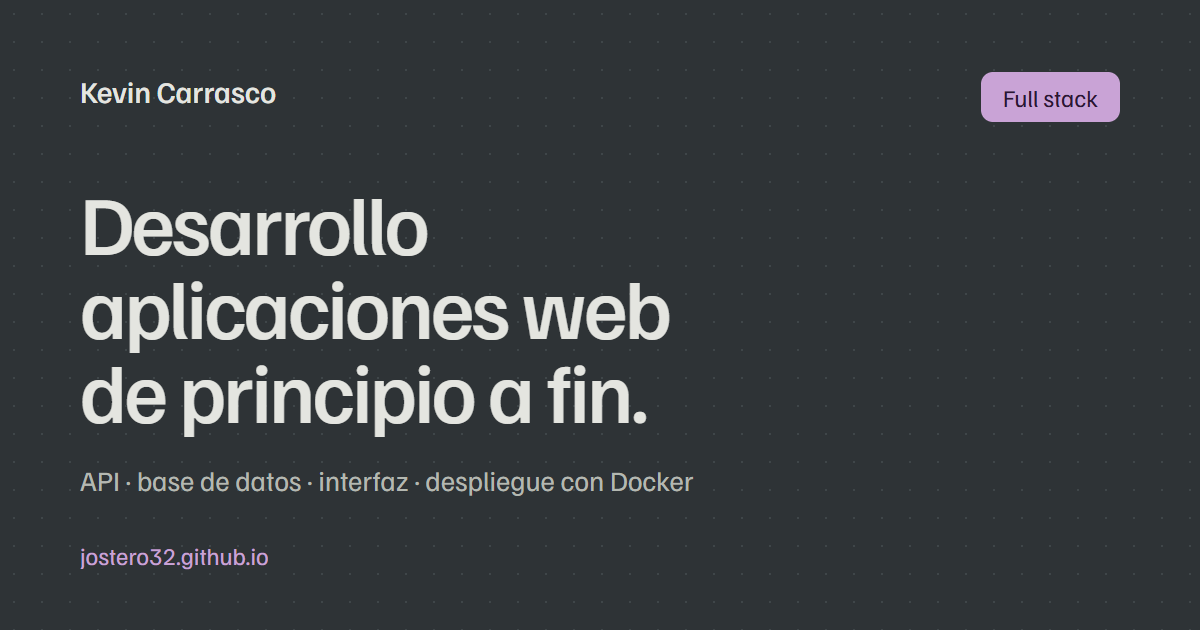 Kevin Carrasco
Full stack
Desarrollo
aplicaciones web
de principio a fin.
API · base de datos · interfaz · despliegue con Docker
jostero32.github.io